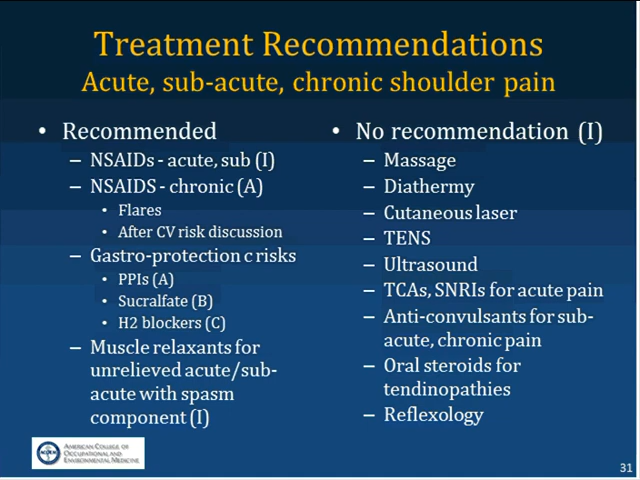 Treatment Recommendations
Acute, sub-acute, chronic shoulder pain
• Recommended
– NSAIDs - acute, sub (I)
– NSAIDS - chronic (A)
• Flares
• After CV risk discussion
– Gastro-protection c risks
• PPIs (A)
• Sucralfate (B)
• H2 blockers (C)
– Muscle relaxants for
unrelieved acute/sub-
acute with spasm
component (I)
• No recommendation (I)
– Massage
– Diathermy
– Cutaneous laser
– TENS
– Ultrasound
– TCAs, SNRIs for acute pain
– Anti-convulsants for sub-
acute, chronic pain
– Oral steroids for
tendinopathies
– Reflexology
AMERICAN COLLEGE OF
OCCUPATIONAL AND
ENVIRONMENTAL MEDICINE
31